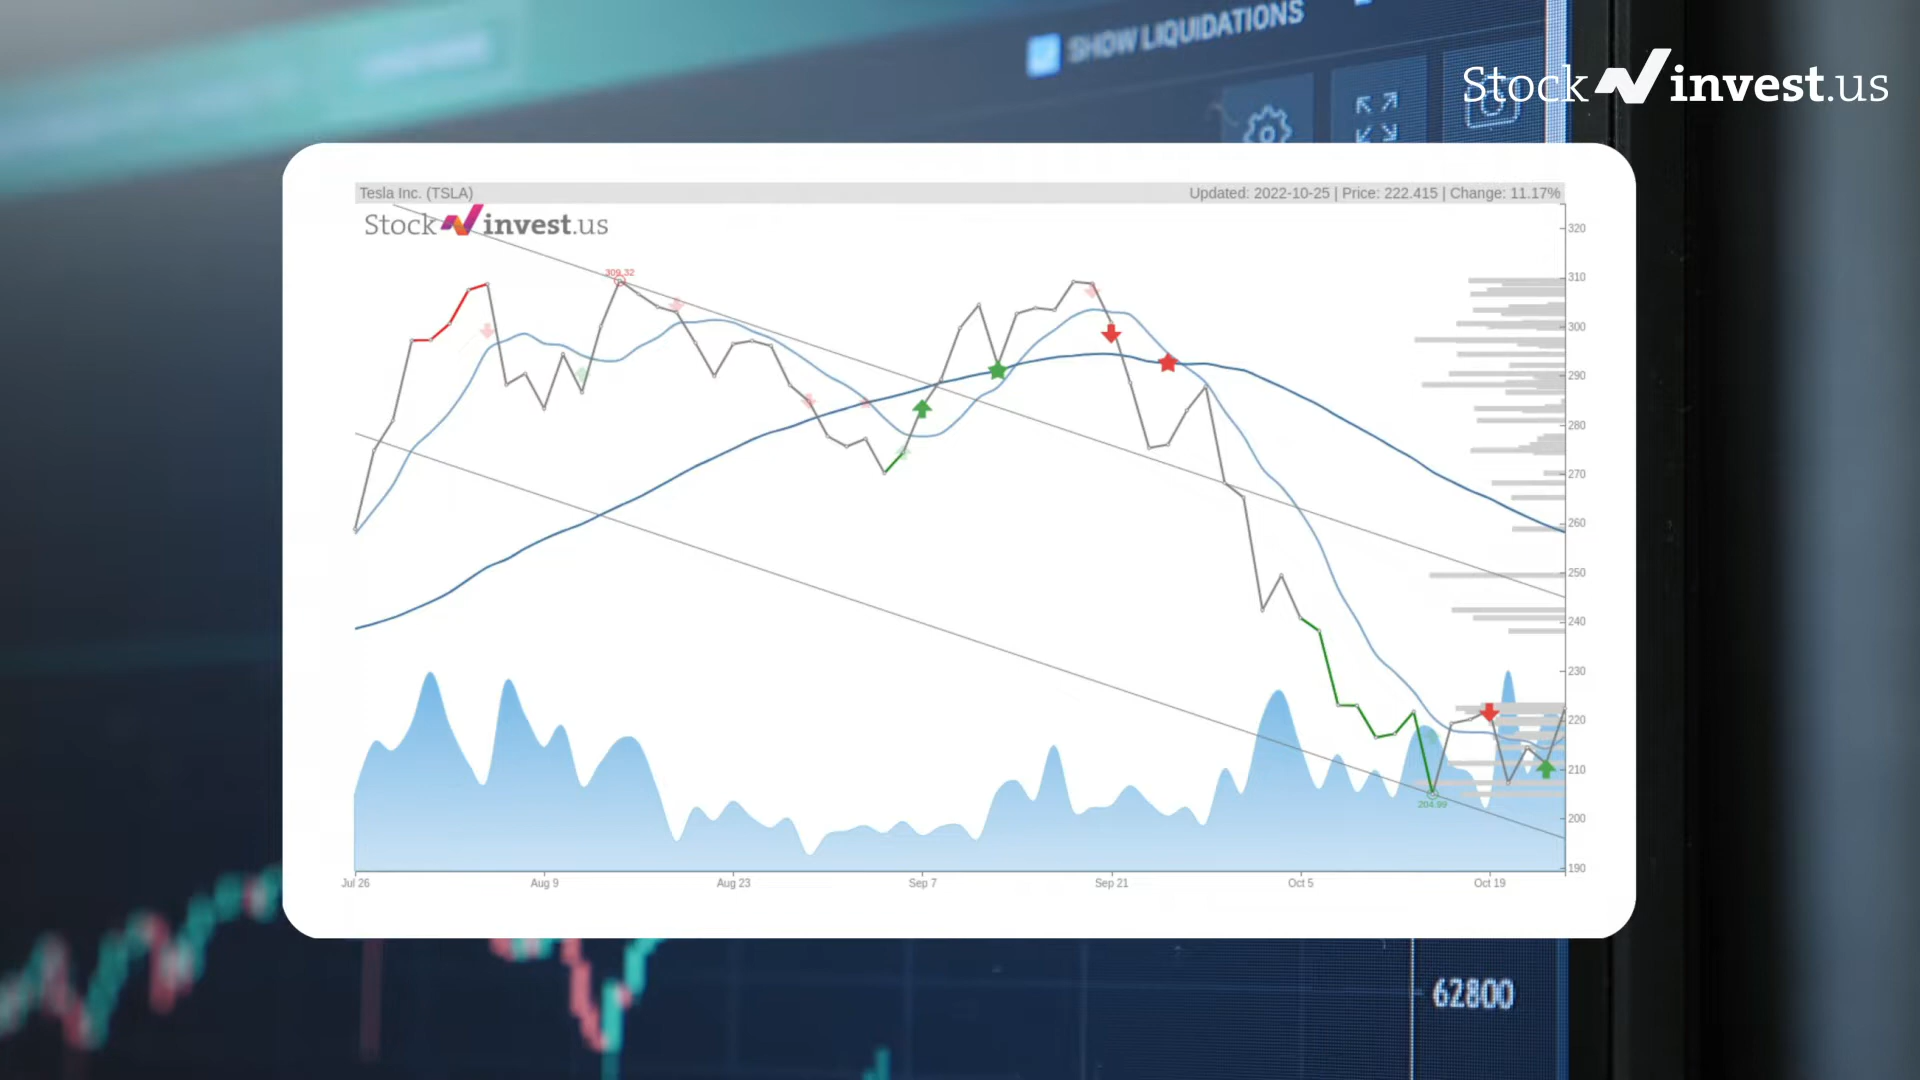 SHOW LIQUIDATIONS
Stock invest.us
Tesla Inc. (TSLA)
Updated: 2022-10-25 | Price: 222.415 | Change: 11.17%
Stock invest.us
320
309.32
310
300
290
280
270
260
250
240
230
220
210
204.99
200
190
Jul 26
Aug 9
Aug 23
Sep 7
Sep 21
Oct 5
Oct 19
62800